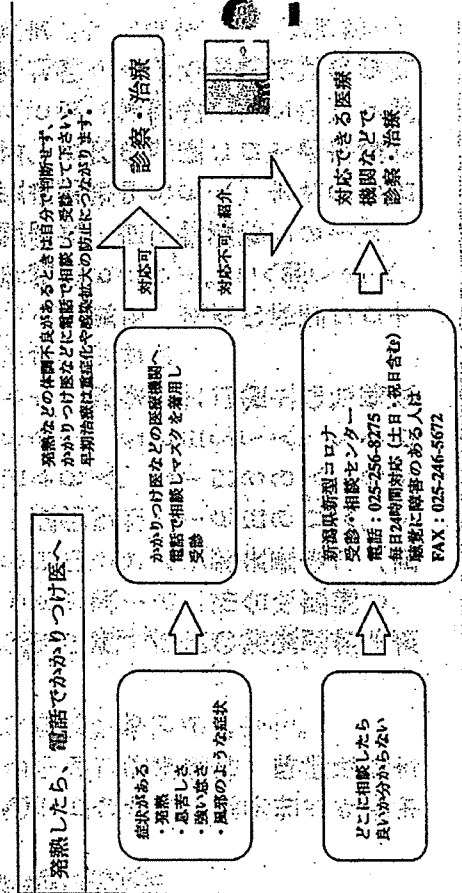 発熱したら、電話でかかりつけ医へ
発熱などの体調不良があるときは自分で判断せず、
かかりつけ医などに電話で相談し、受診して下さい。
早期治療は重症化や感染拡大の防止につながります。
症状がある
・発熱
・息苦しさ
・強い怠さ
・風邪のような症状
かかりつけ医などの医療機関へ
電話で相談しマスクを着用し
受診
対応可
診察・治療
対応不可・紹介
どこに相談したら
良いか分からない
新潟県新型コロナ
受診・相談センター
電話：025-256-8275
毎日24時間対応（土日・祝日含む）
聴覚に障害のある人は
FAX：025-246-5672
対応できる医療
機関などで
診察・治療